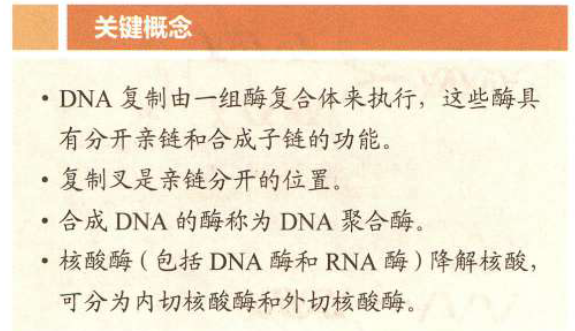 关键概念
• DNA 复制由一组酶复合体来执行，这些酶具
有分开亲链和合成子链的功能。
• 复制叉是亲链分开的位置。
• 合成 DNA 的酶称为 DNA 聚合酶。
• 核酸酶（包括 DNA 酶和 RNA 酶）降解核酸，
可分为内切核酸酶和外切核酸酶。